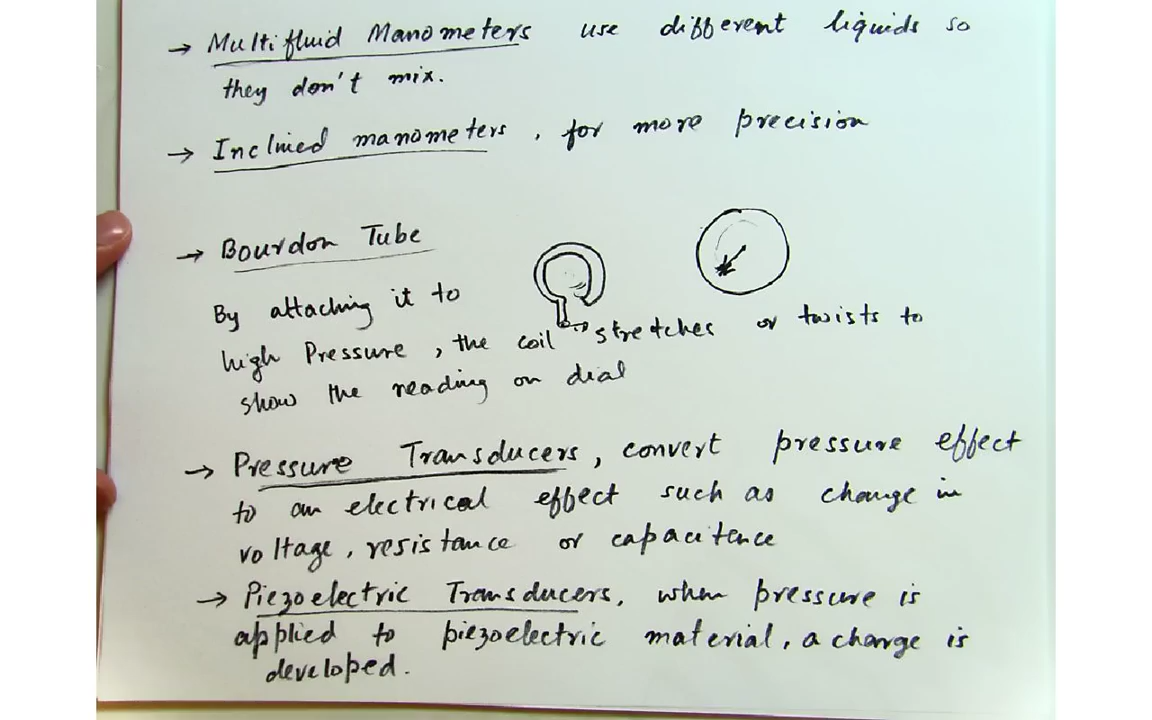 → Multifluid Manometers use different liquids so
they don't mix.
→ Inclined manometers, for more precision
→ Bourdon Tube
By attaching it to
high Pressure, the coil stretches or twists to
show the reading on dial
→ Pressure Transducers, convert pressure effect
to an electrical effect such as change in
voltage, resistance or capacitence
→ Piezoelectric Transducers, when pressure is
applied to piezoelectric material, a charge is
developed.